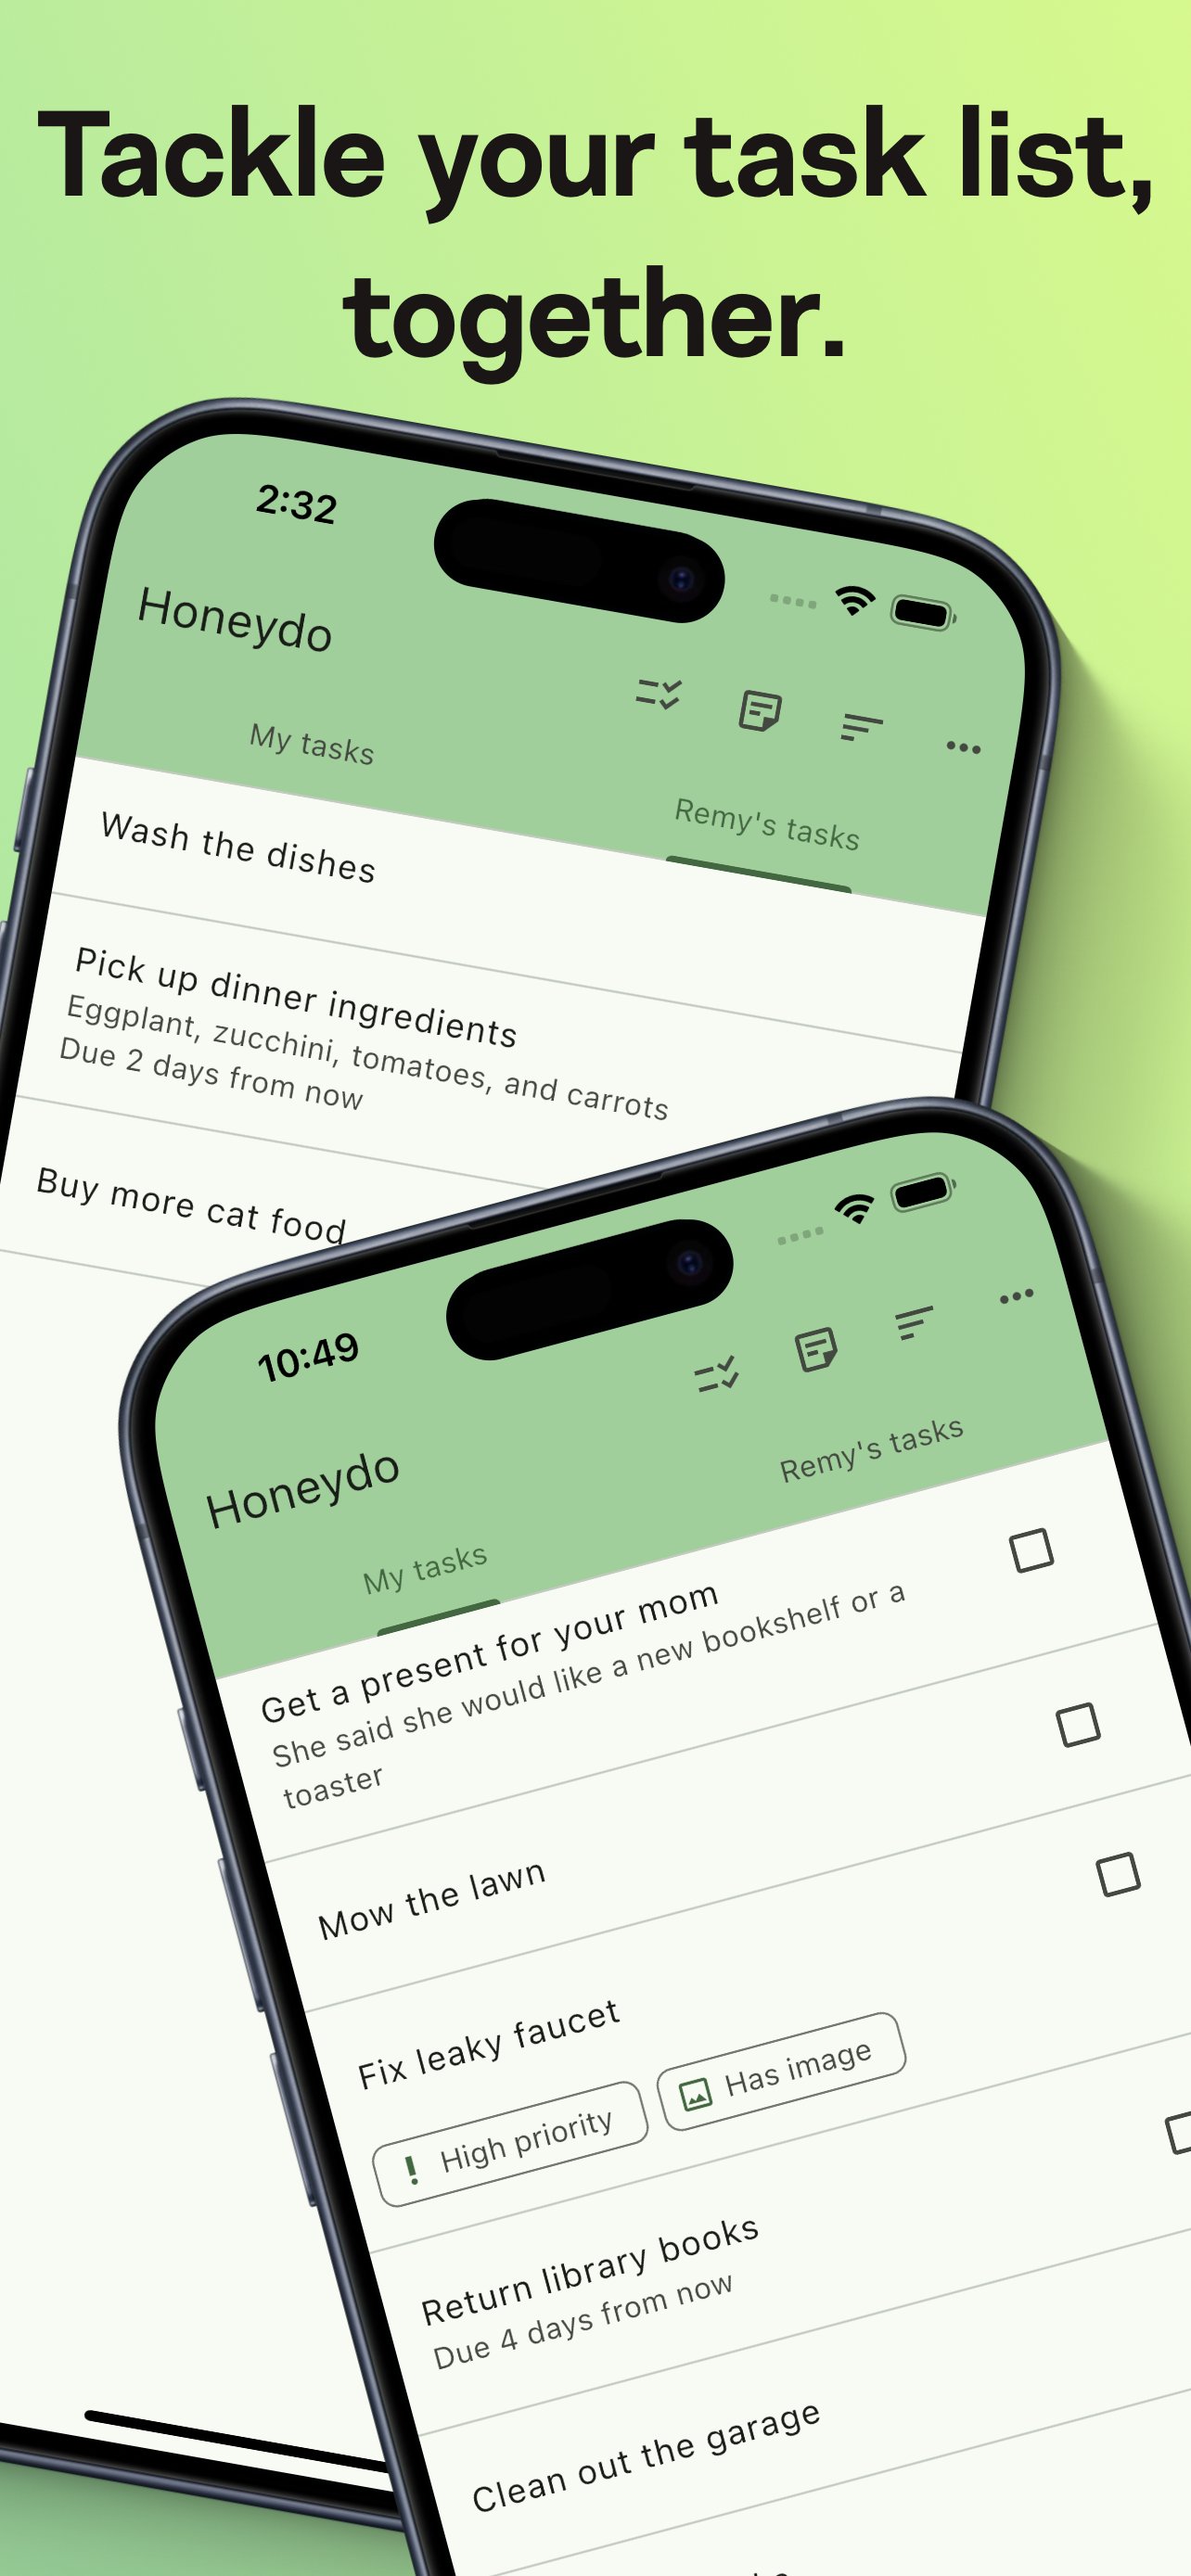 Tackle your task list,
together.
2:32
Honeydo
My tasks
Remy's tasks
Wash the dishes
Pick up dinner ingredients
Eggplant, zucchini, tomatoes, and carrots
Due 2 days from now
Buy more cat food
10:49
Honeydo
My tasks
Remy's tasks
Get a present for your mom
She said she would like a new bookshelf or a
toaster
Mow the lawn
Fix leaky faucet
High priority
Has image
Return library books
Due 4 days from now
Clean out the garage